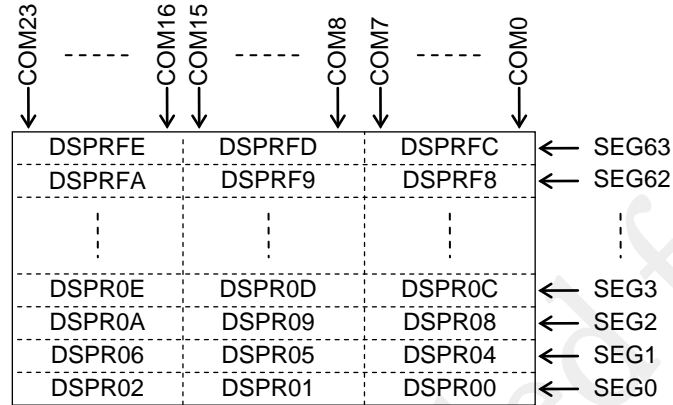 COM23 COM16 COM15 COM8 COM7 COM0
DSPRFE DSPRFD DSPRFC SEG63
DSPRFA DSPRF9 DSPRF8 SEG62
DSPR0E DSPR0D DSPR0C SEG3
DSPR0A DSPR09 DSPR08 SEG2
DSPR06 DSPR05 DSPR04 SEG1
DSPR02 DSPR01 DSPR00 SEG0